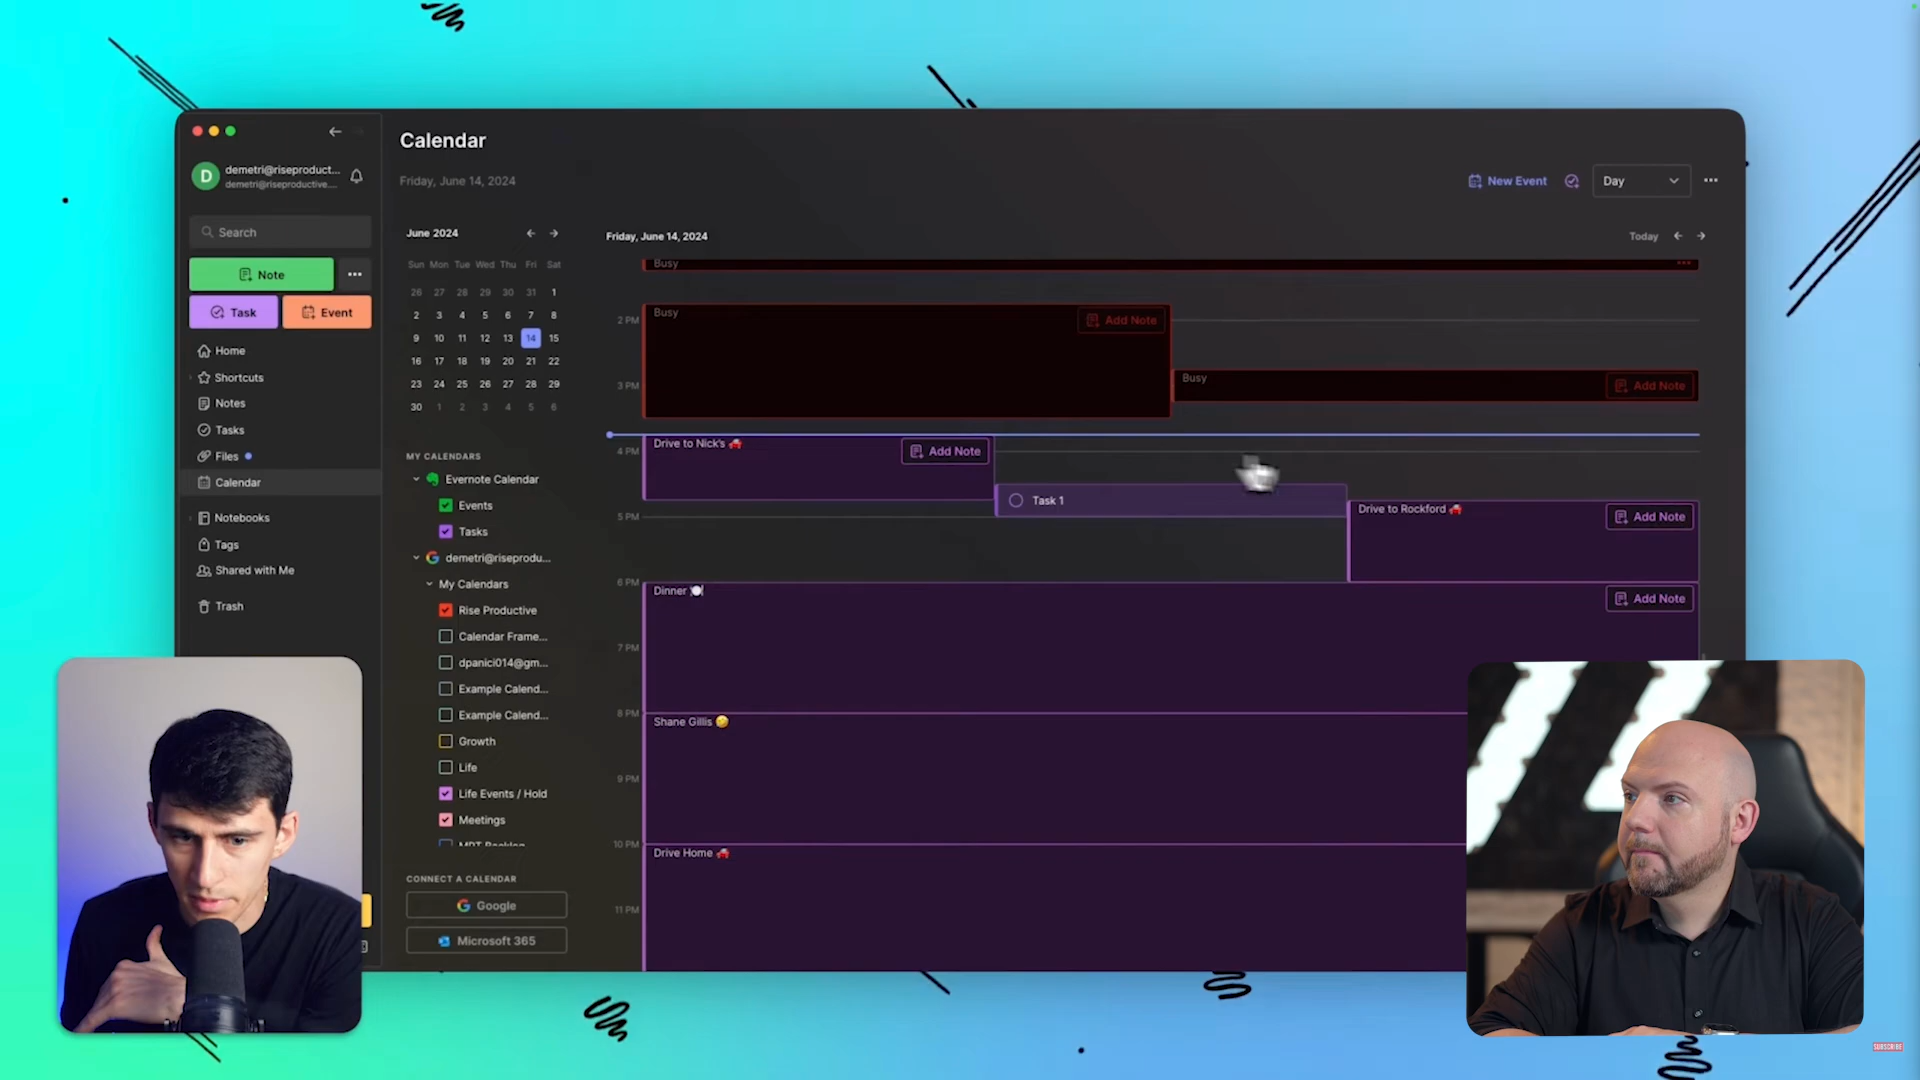 Calendar
Friday, June 14, 2024
D
demetri@riseproduct...
demetri@riseproductive....
Search
Note
Task
Event
Home
Shortcuts
Notes
Tasks
Files
Calendar
Notebooks
Tags
Shared with Me
Trash
New Event
Day
June 2024
Sun Mon Tue Wed Thu Fri Sat
26 27 28 29 30 31 1
2 3 4 5 6 7 8
9 10 11 12 13 14 15
16 17 18 19 20 21 22
23 24 25 26 27 28 29
30 1 2 3 4 5 6
MY CALENDARS
Evernote Calendar
Events
Tasks
demetri@riseprodu...
My Calendars
Rise Productive
Calendar Frame...
dpanici014@gm...
Example Calend...
Example Calend...
Growth
Life
Life Events / Hold
Meetings
CONNECT A CALENDAR
Google
Microsoft 365
Friday, June 14, 2024
Today
Busy
2 PM
Busy
Add Note
3 PM
Busy
Add Note
4 PM
Drive to Nick's 🚗
Add Note
Task 1
5 PM
Drive to Rockford 🚗
Add Note
6 PM
Dinner 🍽️
Add Note
7 PM
8 PM
Shane Gillis 🤣
9 PM
10 PM
Drive Home 🚗
11 PM
SUBSCRIBE